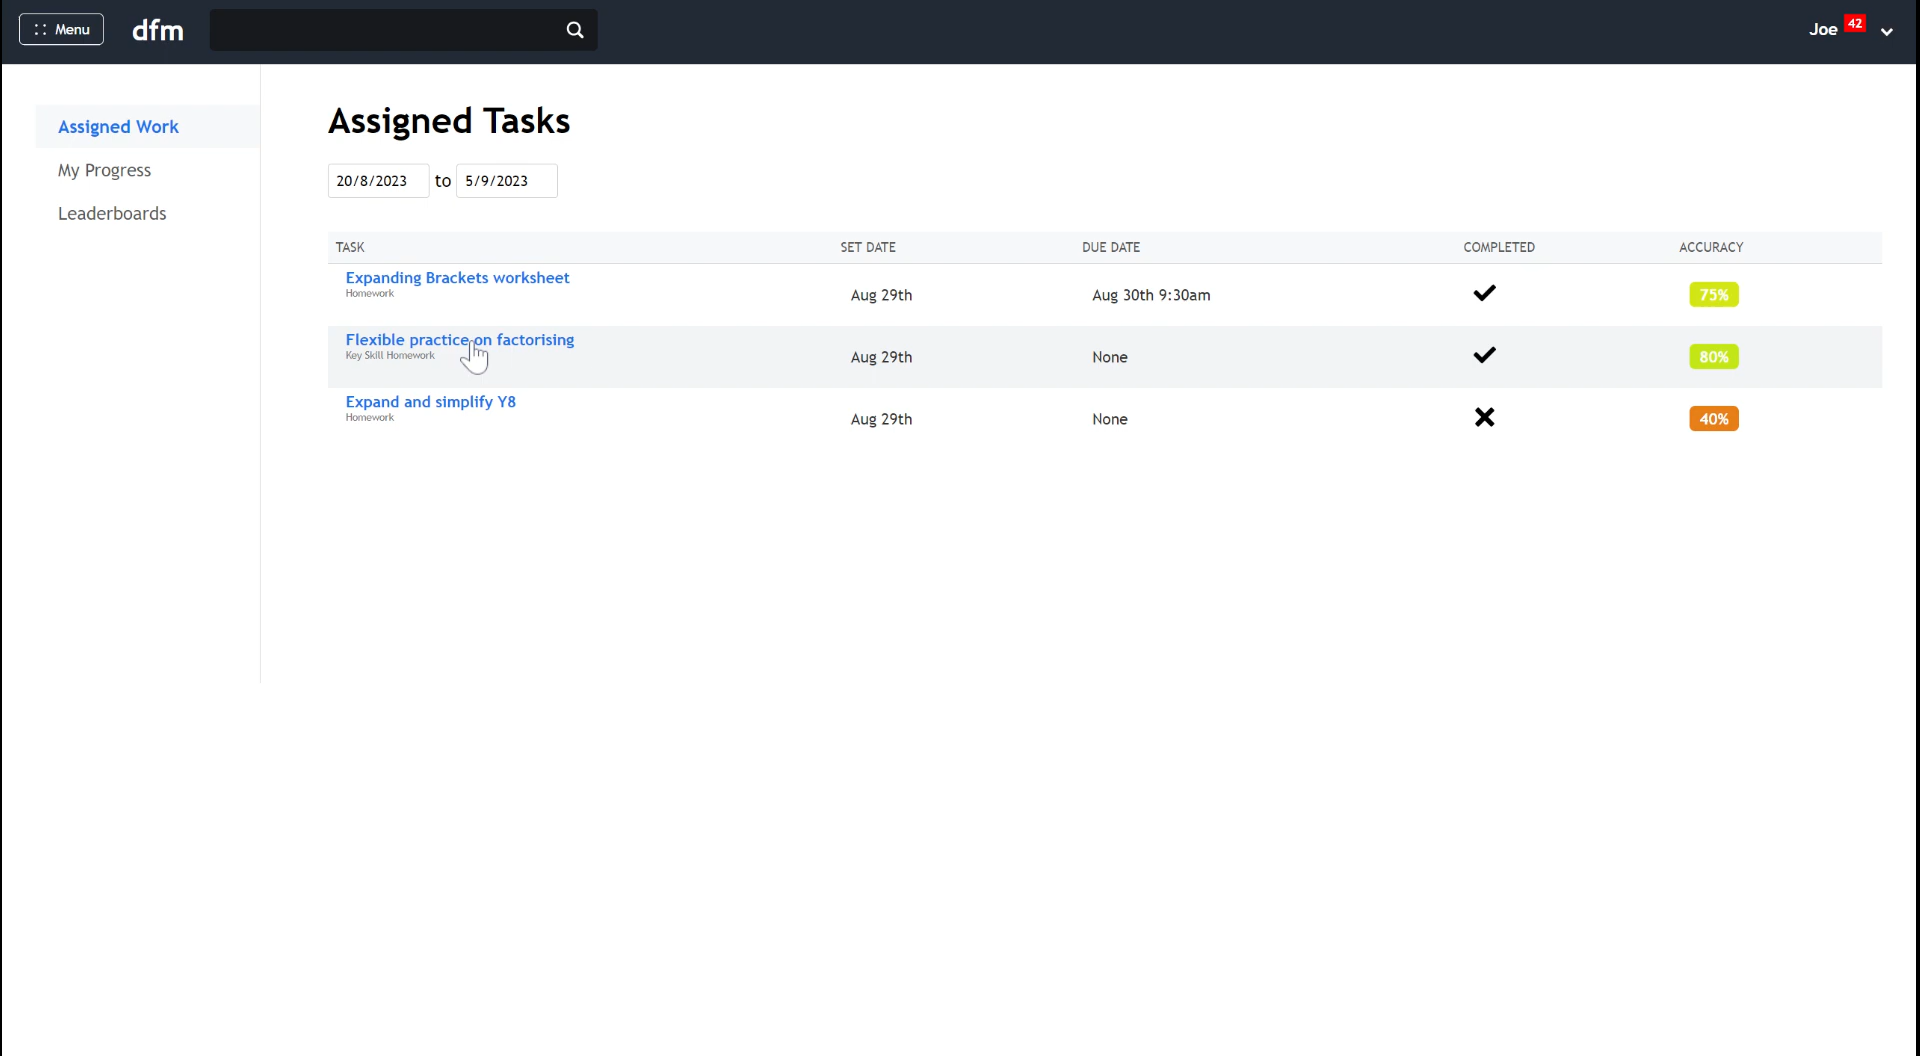 Menu
dfm
Joe 42
Assigned Work
My Progress
Leaderboards
Assigned Tasks
20/8/2023 to 5/9/2023
TASK SET DATE DUE DATE COMPLETED ACCURACY
Expanding Brackets worksheet
Homework
Aug 29th Aug 30th 9:30am 75%
Flexible practice on factorising
Key Skill Homework
Aug 29th None 80%
Expand and simplify Y8
Homework
Aug 29th None 40%